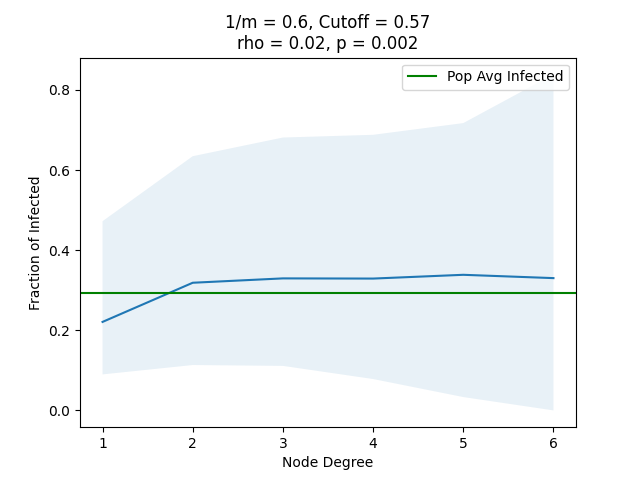 1/m = 0.6, Cutoff = 0.57
rho = 0.02, p = 0.002
Pop Avg Infected
Fraction of Infected
0.8
0.6
0.4
0.2
0.0
1 2 3 4 5 6
Node Degree